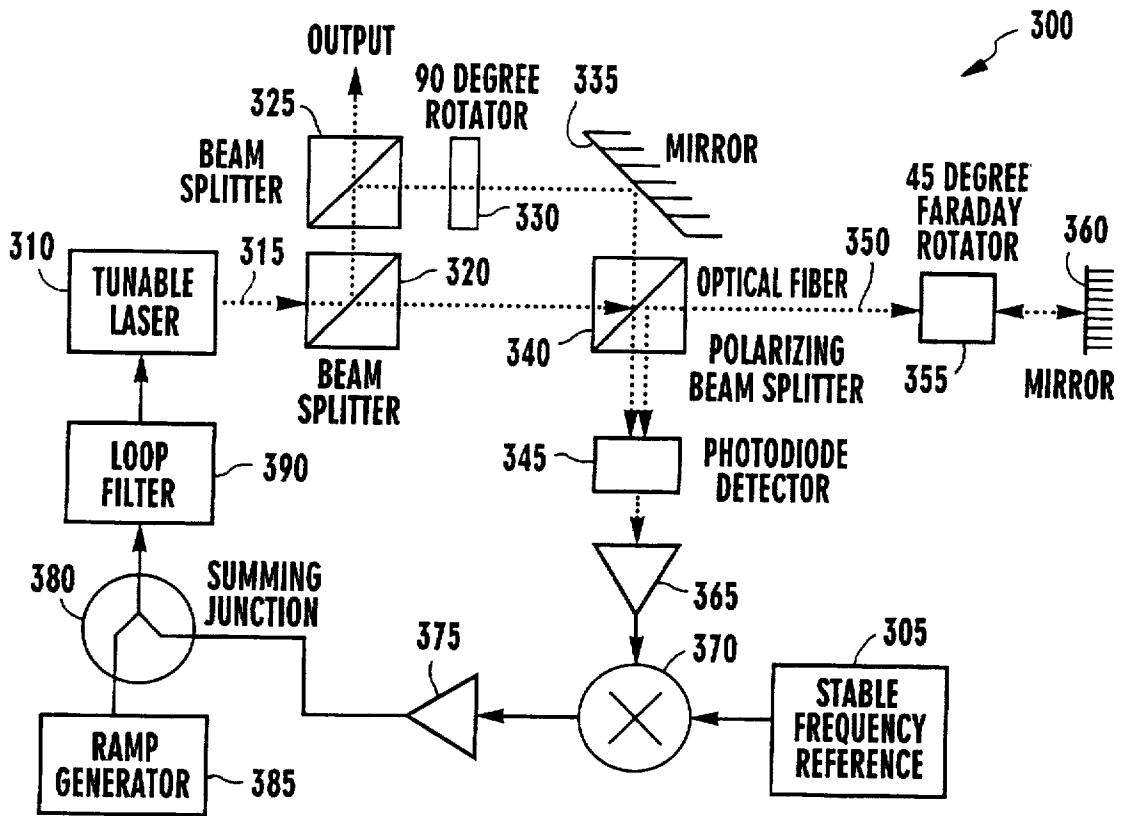 300
OUTPUT
90 DEGREE
ROTATOR
335
325
BEAM
SPLITTER
MIRROR
330
45 DEGREE
FARADAY
ROTATOR
360
310
TUNABLE
LASER
315
320
BEAM
SPLITTER
OPTICAL FIBER
350
340
POLARIZING
BEAM SPLITTER
355
MIRROR
LOOP
FILTER
390
345
PHOTODIODE
DETECTOR
380
SUMMING
JUNCTION
365
375
370
305
STABLE
FREQUENCY
REFERENCE
RAMP
GENERATOR
385